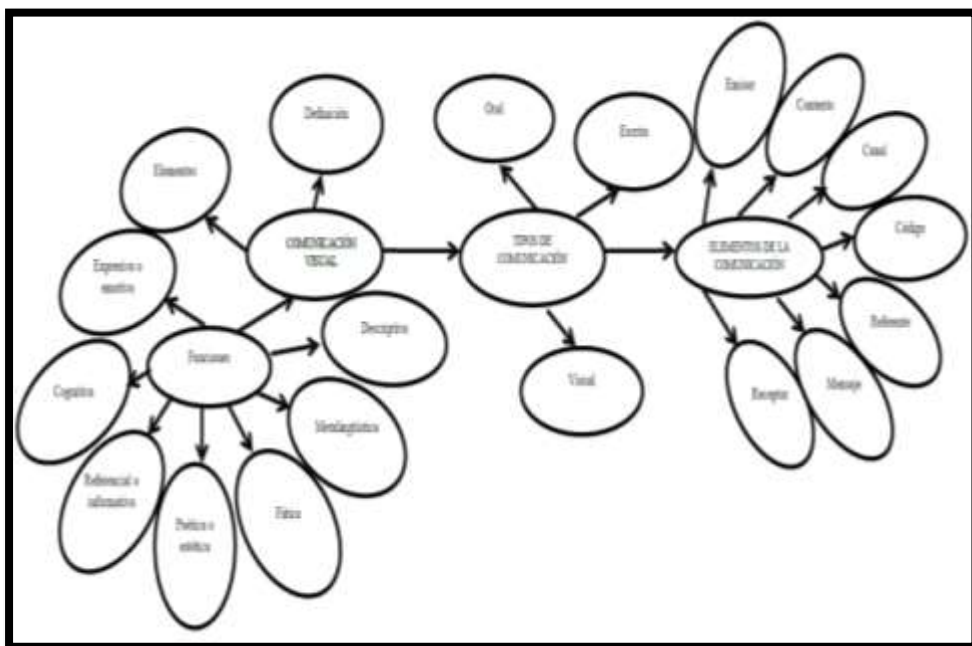 Emisor
Contexto
Canal
Código
Referente
Mensaje
Receptor
Definición
Oral
Escrita
Elementos
COMUNICACIÓN
VISUAL
TIPOS DE
COMUNICACIÓN
ELEMENTOS DE LA
COMUNICACIÓN
Expresiva o
emotiva
Funciones
Descriptiva
Visual
Cognitiva
Metalingüística
Referencial o
informativa
Poética o
estética
Fática